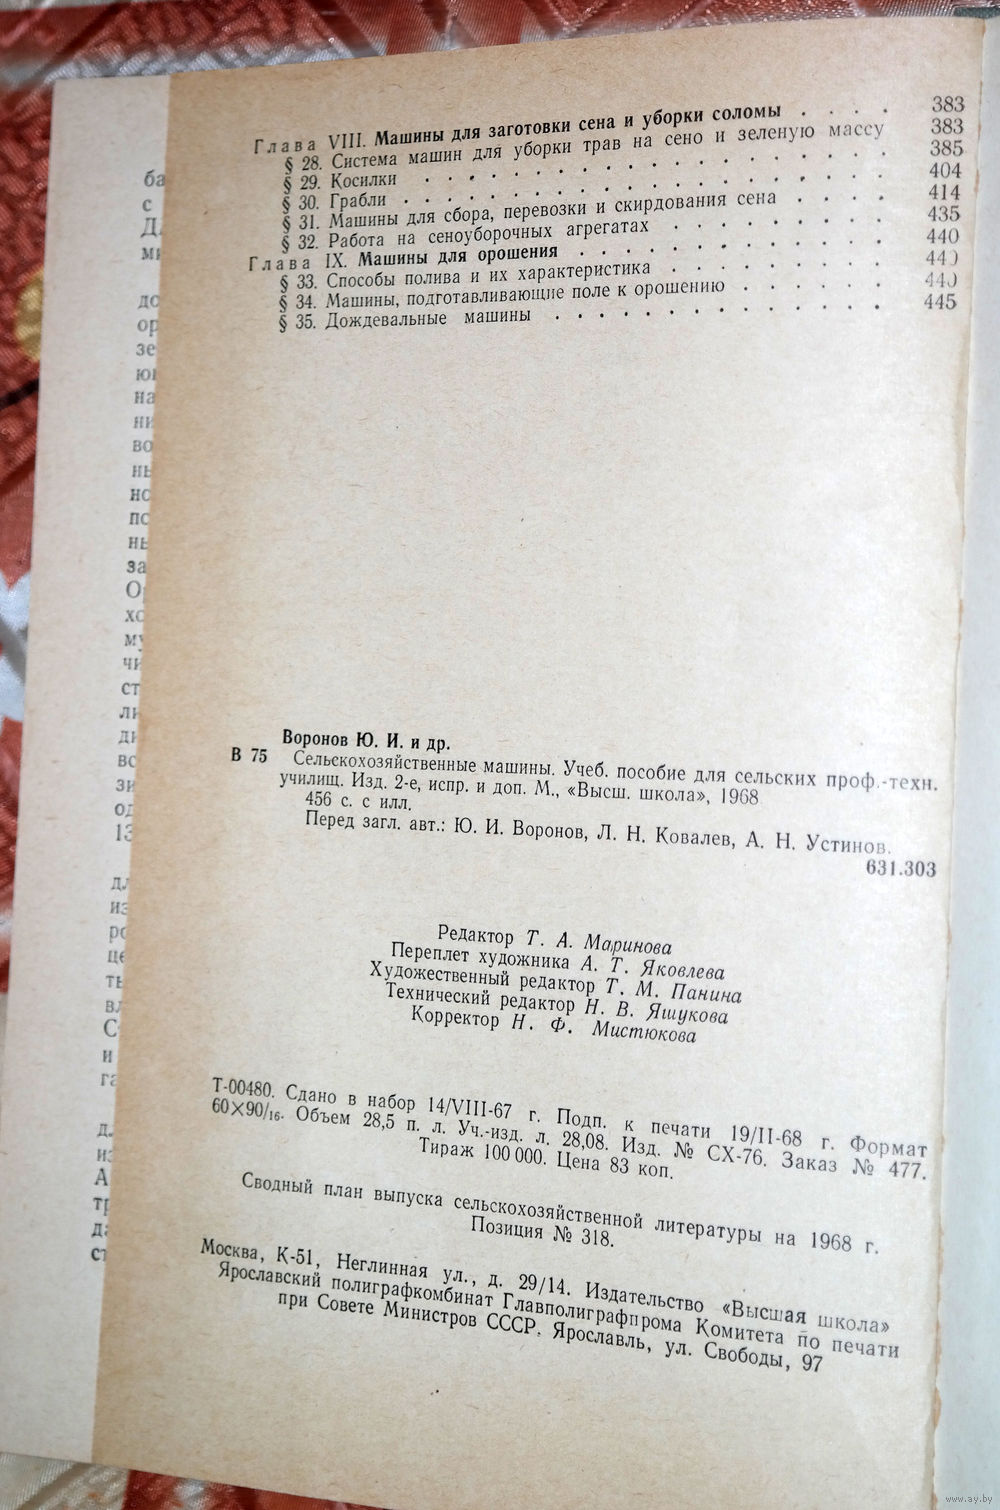 Глава VIII. Машины для заготовки сена и уборки соломы . . . . 383
§ 28. Система машин для уборки трав на сено и зеленую массу 383
§ 29. Косилки . . . . . . . . . . . . . . . . . . . . 385
§ 30. Грабли . . . . . . . . . . . . . . . . . . . . . 404
§ 31. Машины для сбора, перевозки и скирдования сена . . . . 414
§ 32. Работа на сеноуборочных агрегатах . . . . . . . . 435
Глава IX. Машины для орошения . . . . . . . . . . . . 440
§ 33. Способы полива и их характеристика . . . . . . . . . 440
§ 34. Машины, подготавливающие поле к орошению . . . . . . 440
§ 35. Дождевальные машины . . . . . . . . . . . . . . 445
Воронов Ю. И. и др.
В 75 Сельскохозяйственные машины. Учеб. пособие для сельских проф.-техн.
училищ. Изд. 2-е, испр. и доп. М., «Высш. школа», 1968
456 с. с илл.
Перед загл. авт.: Ю. И. Воронов, Л. Н. Ковалев, А. Н. Устинов.
631.303
Редактор Т. А. Маринова
Переплет художника А. Т. Яковлева
Художественный редактор Т. М. Панина
Технический редактор Н. В. Яшукова
Корректор Н. Ф. Мистюкова
Т-00480. Сдано в набор 14/VIII-67 г. Подп. к печати 19/II-68 г. Формат
60×90/16. Объем 28,5 п. л. Уч.-изд. л. 28,08. Изд. № СХ-76. Заказ № 477.
Тираж 100 000. Цена 83 коп.
Сводный план выпуска сельскохозяйственной литературы на 1968 г.
Позиция № 318.
Москва, К-51, Неглинная ул., д. 29/14. Издательство «Высшая школа»
Ярославский полиграфкомбинат Главполиграфпрома Комитета по печати
при Совете Министров СССР. Ярославль, ул. Свободы, 97
www.ay.by